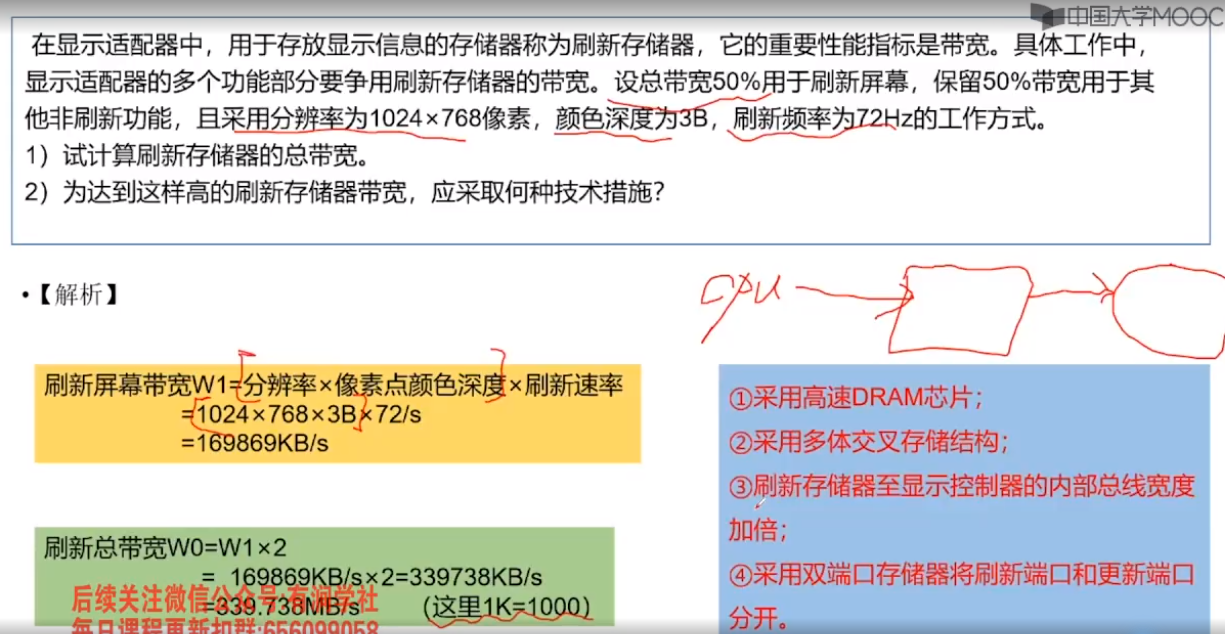 中国大学MOOC
在显示适配器中，用于存放显示信息的存储器称为刷新存储器，它的重要性能指标是带宽。具体工作中，
显示适配器的多个功能部分要争用刷新存储器的带宽。设总带宽50%用于刷新屏幕，保留50%带宽用于其
他非刷新功能，且采用分辨率为1024×768像素，颜色深度为3B，刷新频率为72Hz的工作方式。
1）试计算刷新存储器的总带宽。
2）为达到这样高的刷新存储器带宽，应采取何种技术措施？
•【解析】
CPU
刷新屏幕带宽W1=分辨率×像素点颜色深度×刷新速率
=1024×768×3B×72/s
=169869KB/s
刷新总带宽W0=W1×2
= 169869KB/s×2=339738KB/s
=339.738MB/s （这里1K=1000）
后续关注微信公众号:有润学社
每日课程更新扣群:656099058
①采用高速DRAM芯片；
②采用多体交叉存储结构；
③刷新存储器至显示控制器的内部总线宽度
加倍；
④采用双端口存储器将刷新端口和更新端口
分开。